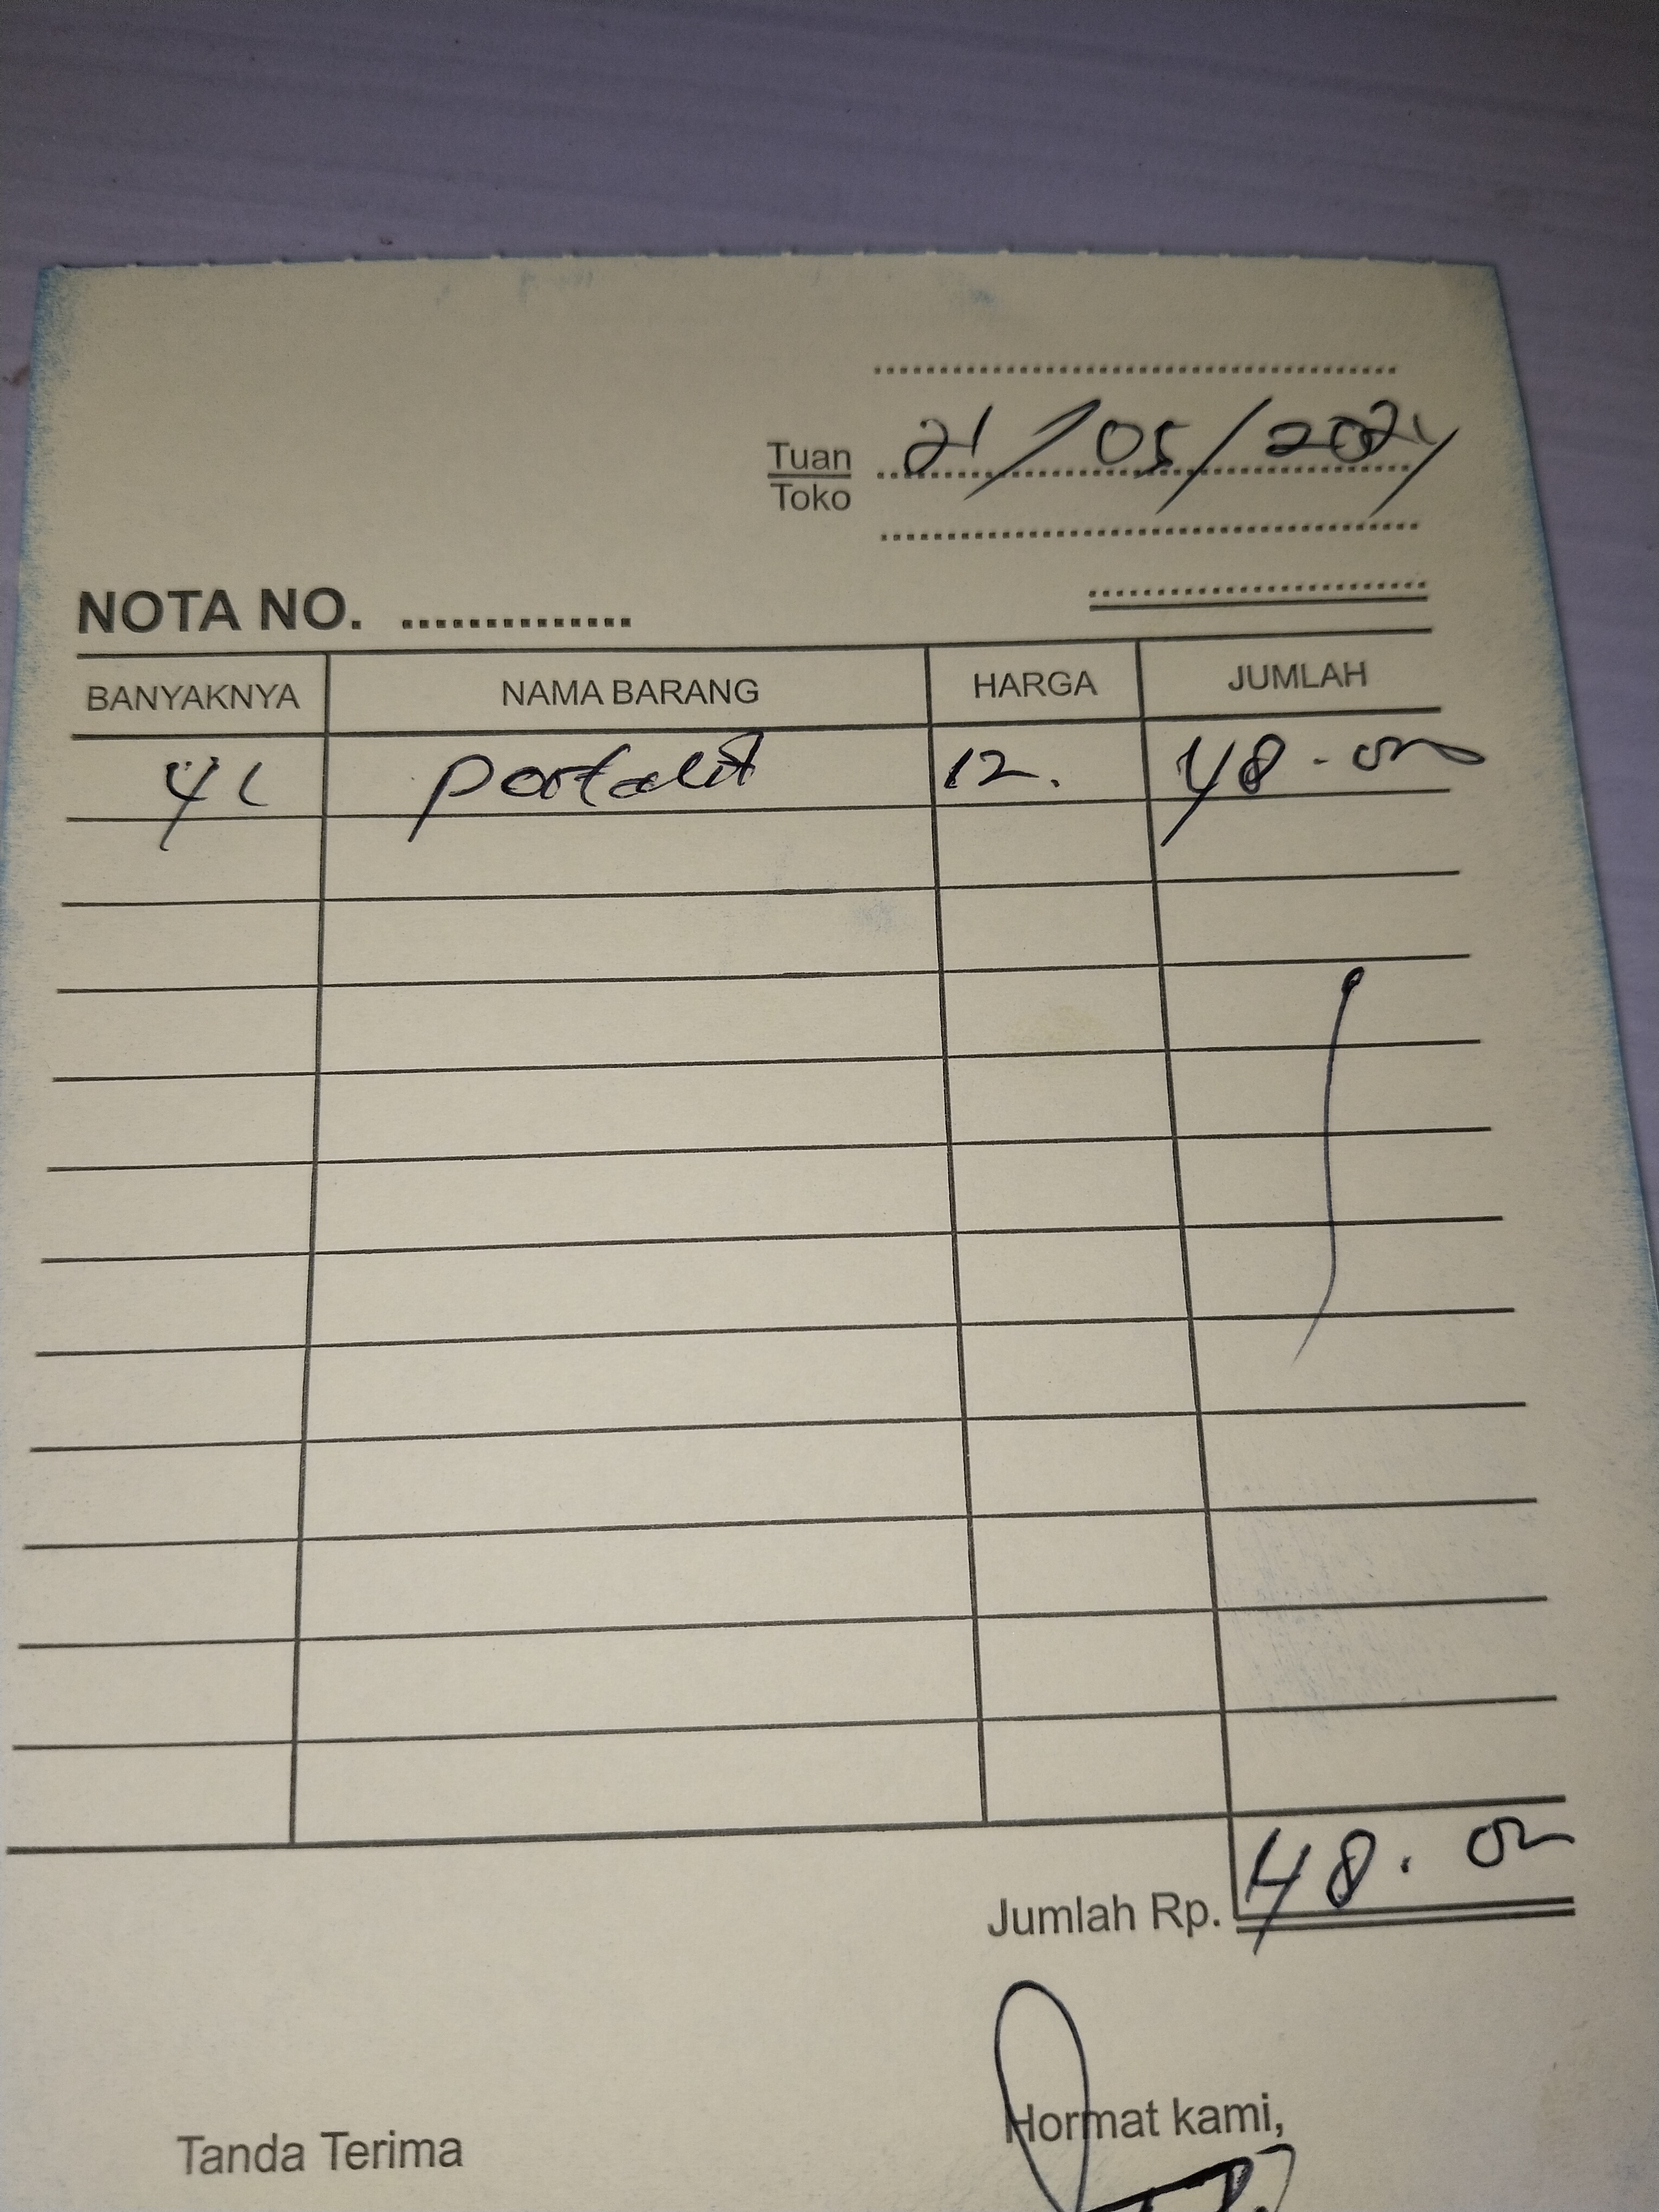 21/05/2024
Tuan
Toko
NOTA NO. ..............
BANYAKNYA NAMA BARANG HARGA JUMLAH
4L portalit 12. 48.000
Jumlah Rp. 48.000
Tanda Terima Hormat kami,